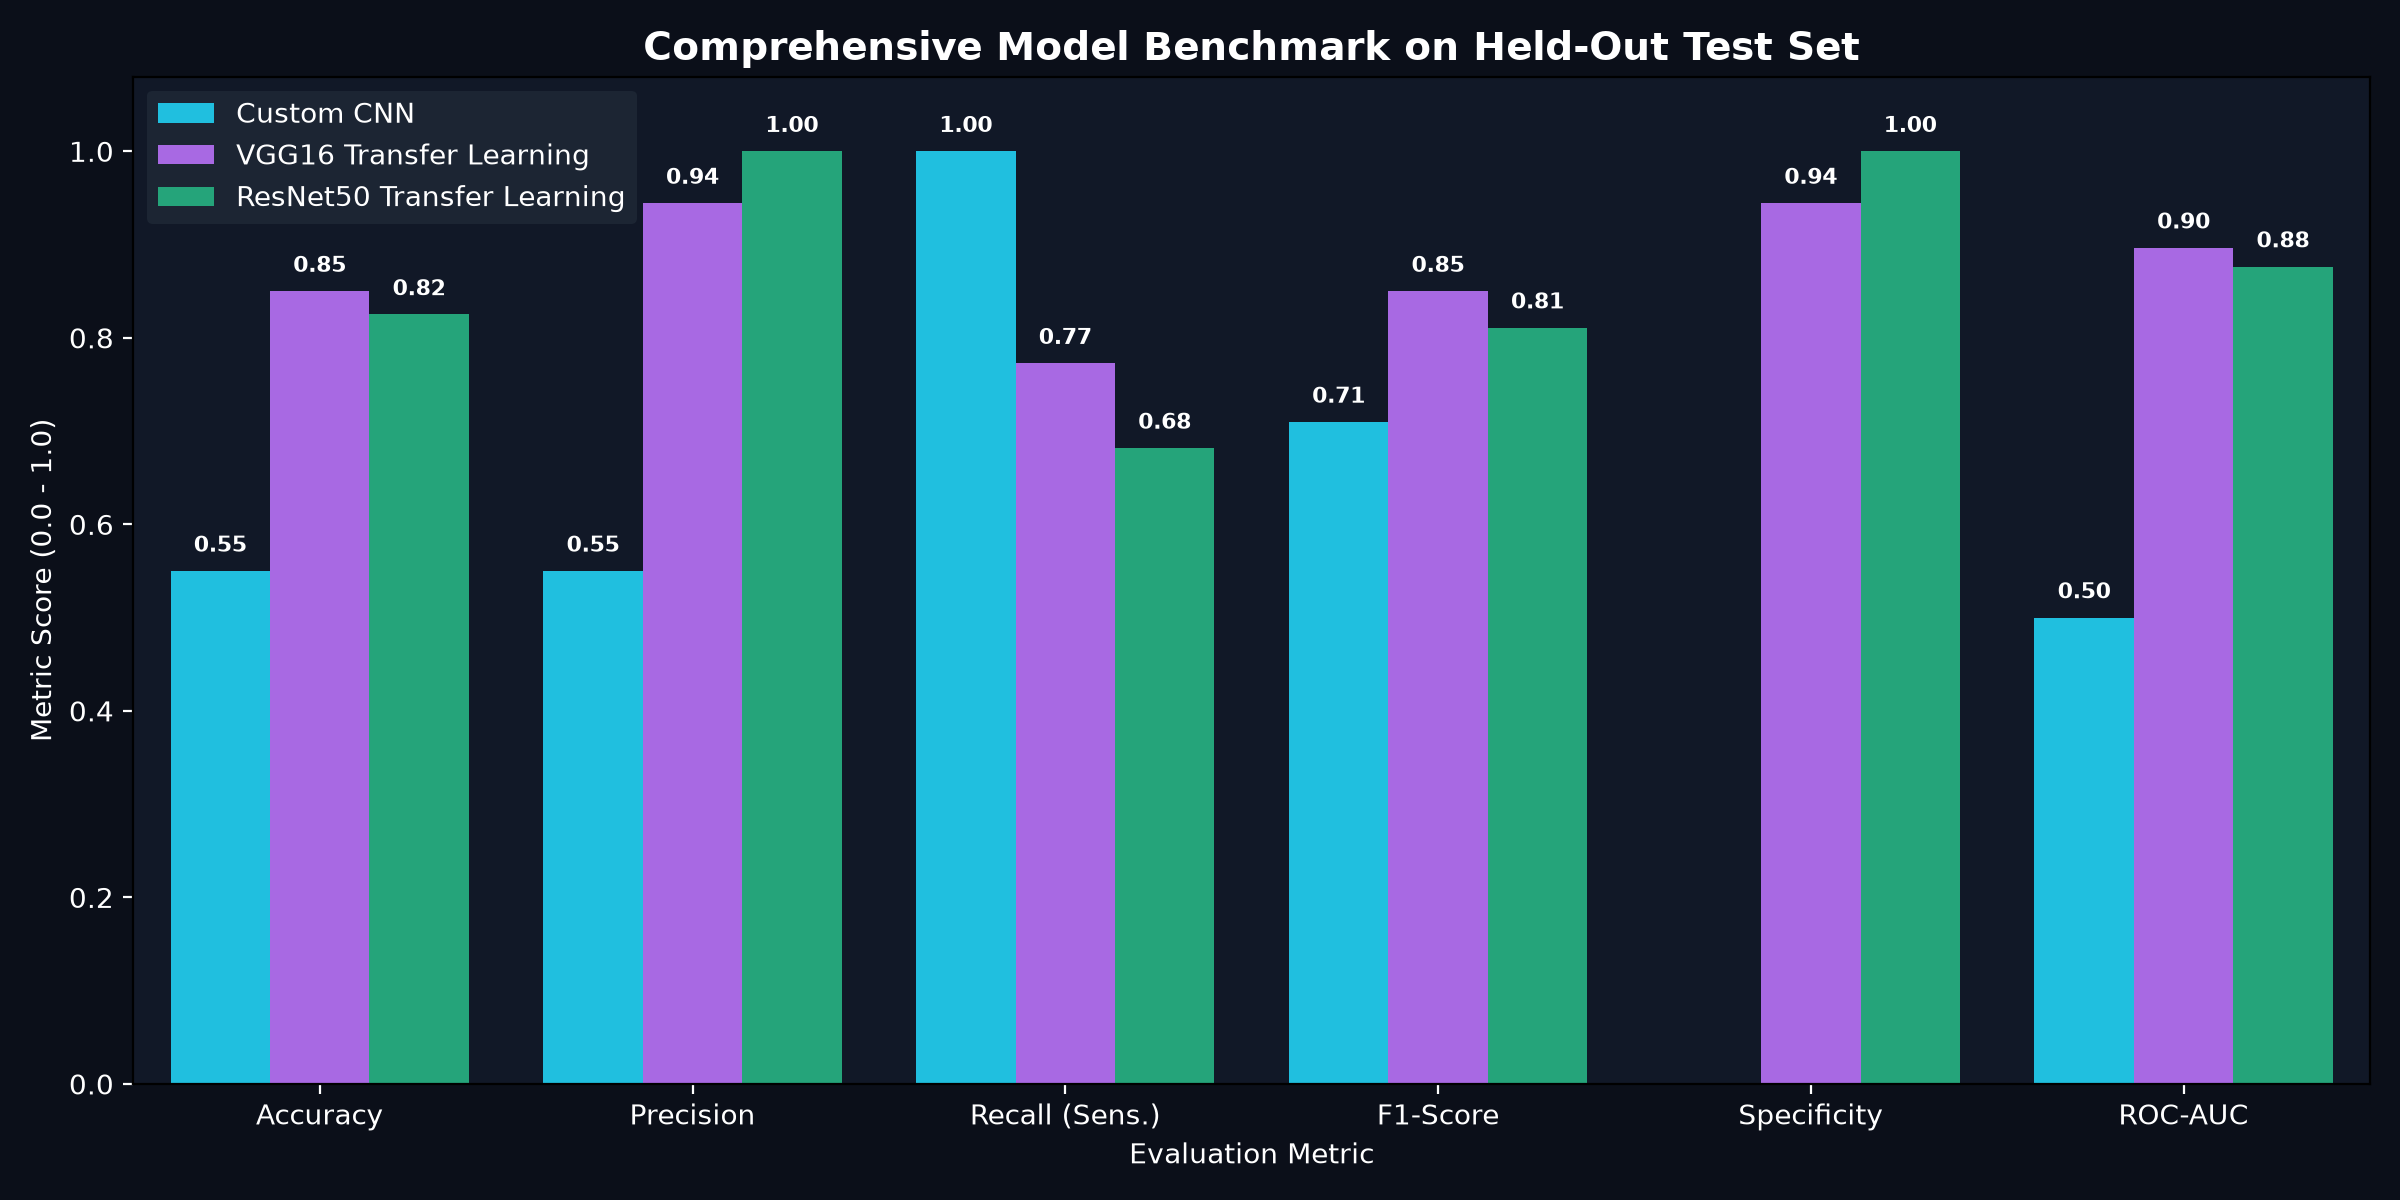 Comprehensive Model Benchmark on Held-Out Test Set
Custom CNN
VGG16 Transfer Learning
ResNet50 Transfer Learning
Metric Score (0.0 - 1.0)
1.0
0.8
0.6
0.4
0.2
0.0
0.55
0.85
0.82
0.55
0.94
1.00
1.00
0.77
0.68
0.71
0.85
0.81
0.94
1.00
0.50
0.90
0.88
Accuracy
Precision
Recall (Sens.)
F1-Score
Specificity
ROC-AUC
Evaluation Metric